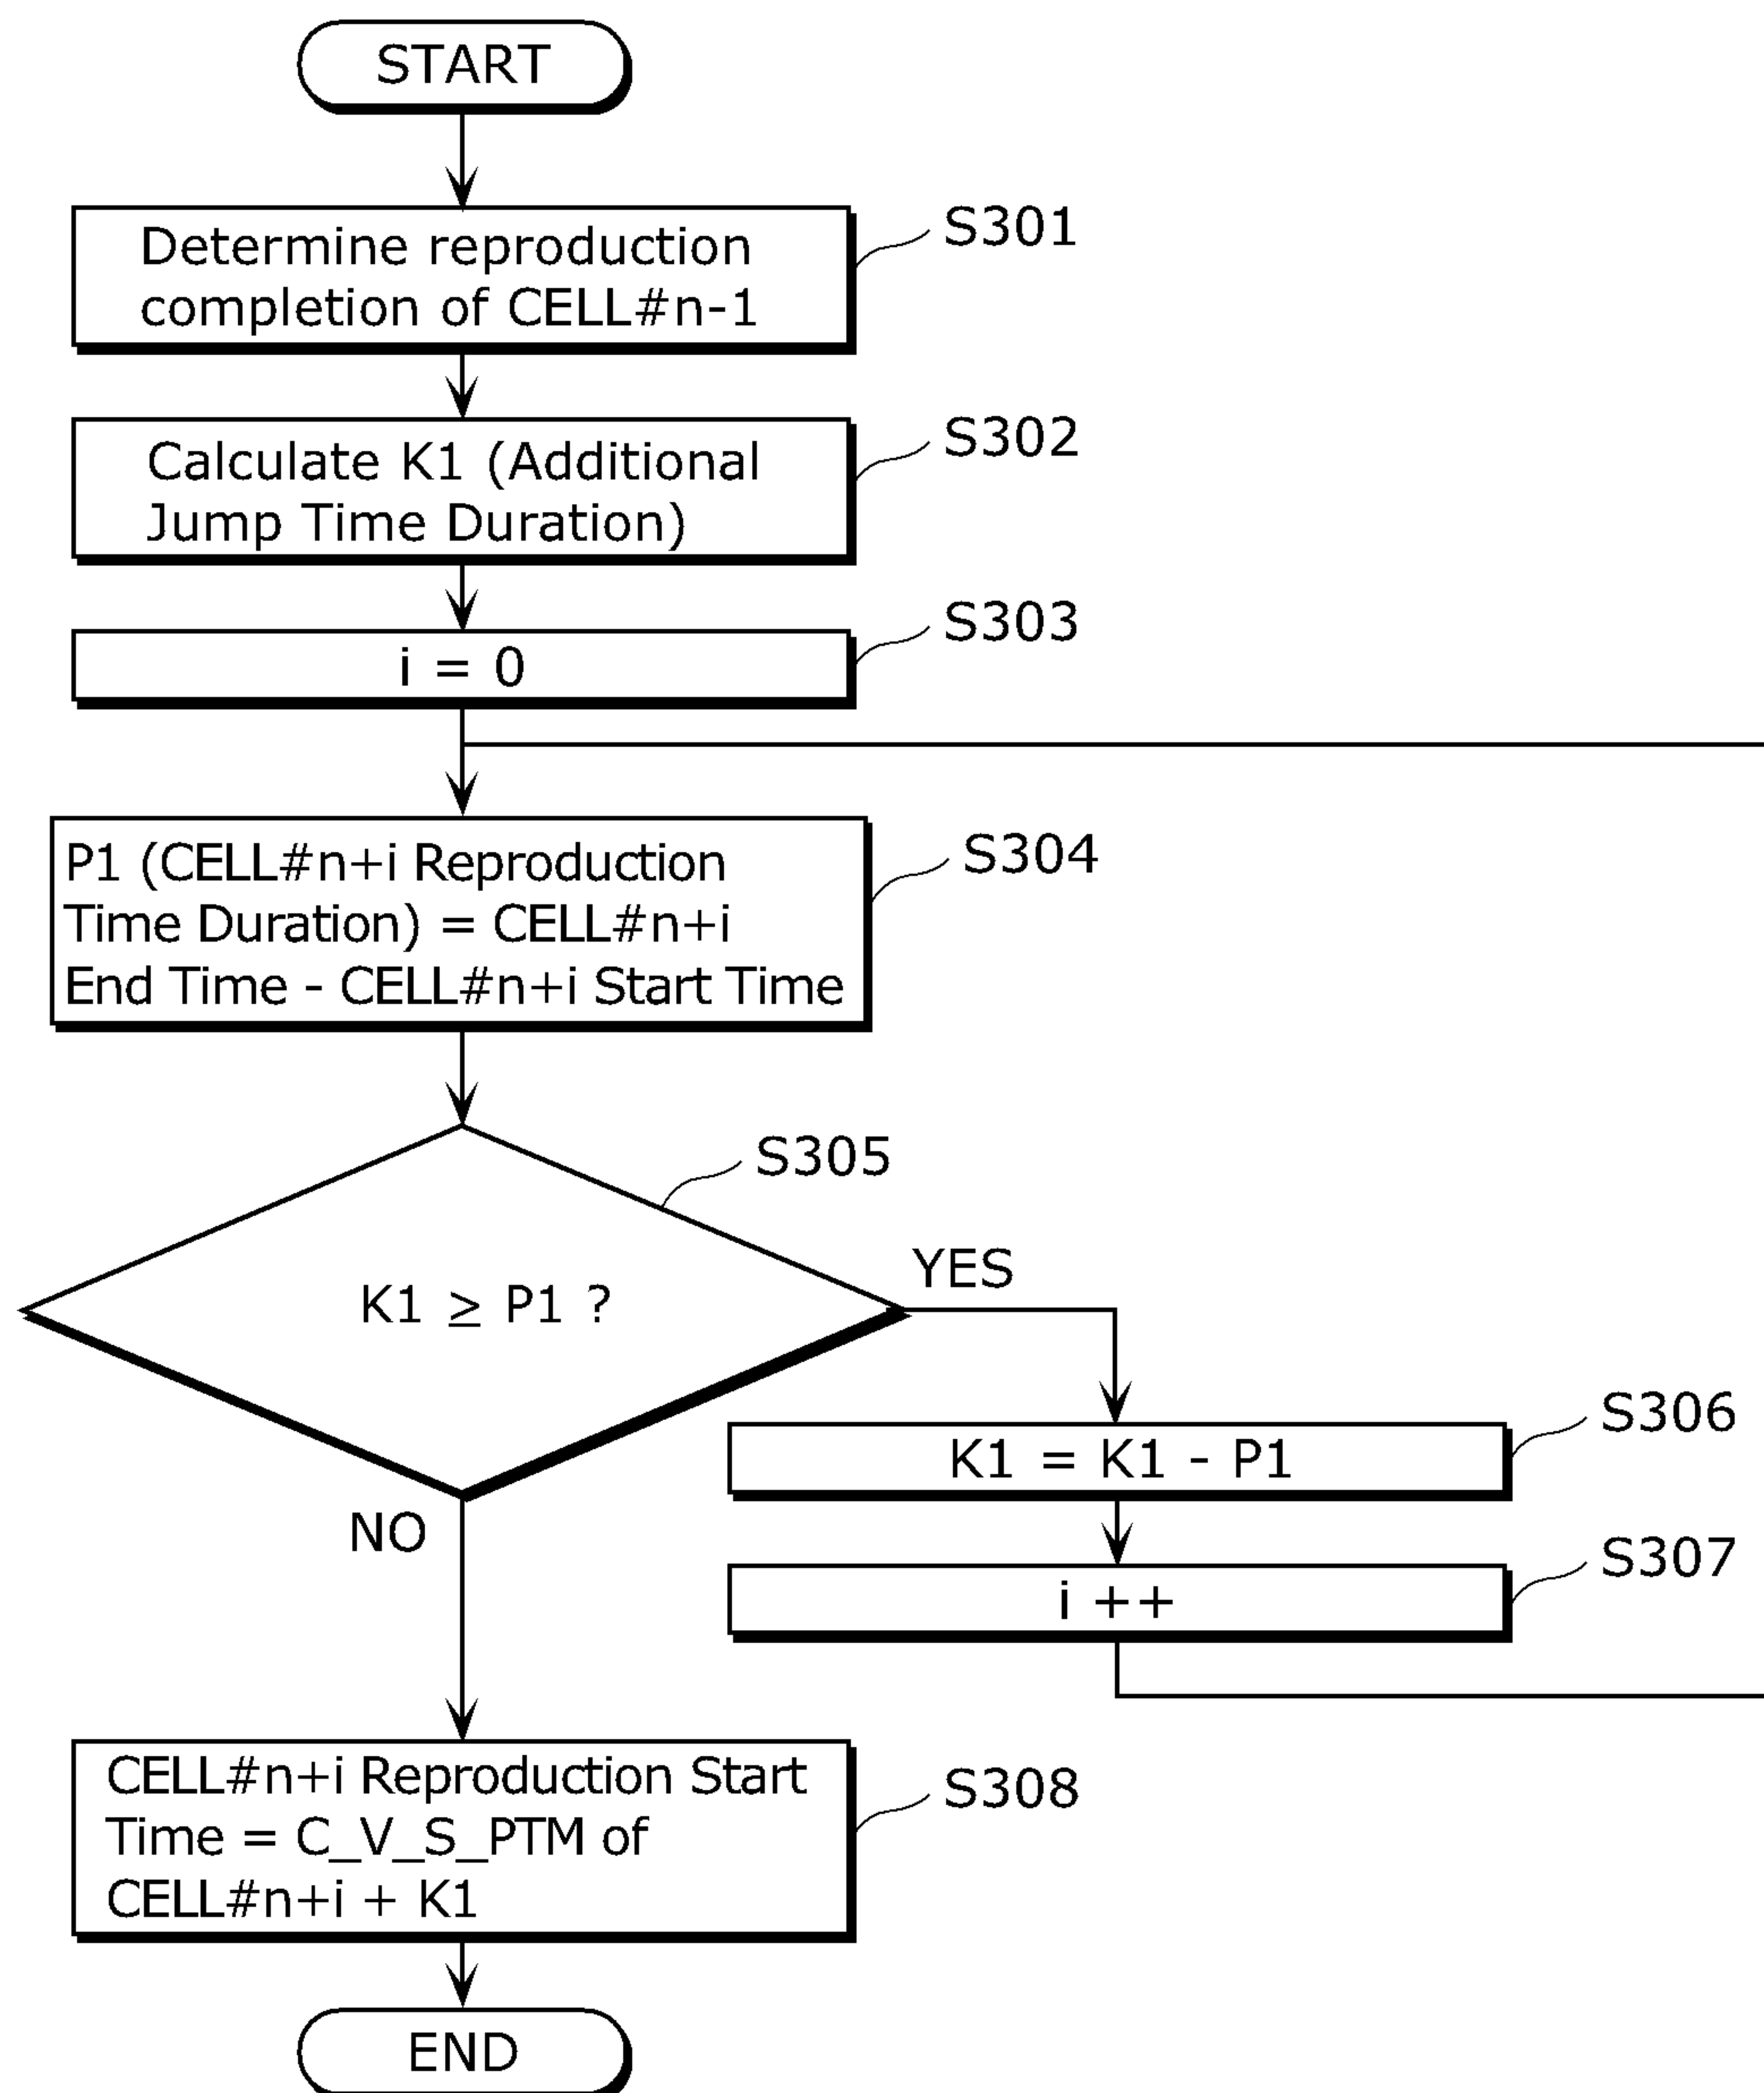 START
Determine reproduction
completion of CELL#n-1
S301
Calculate K1 (Additional
Jump Time Duration)
S302
i = 0
S303
P1 (CELL#n+i Reproduction
Time Duration) = CELL#n+i
End Time - CELL#n+i Start Time
S304
K1 ≥ P1 ?
S305
YES
K1 = K1 - P1
S306
i ++
S307
NO
CELL#n+i Reproduction Start
Time = C_V_S_PTM of
CELL#n+i + K1
S308
END